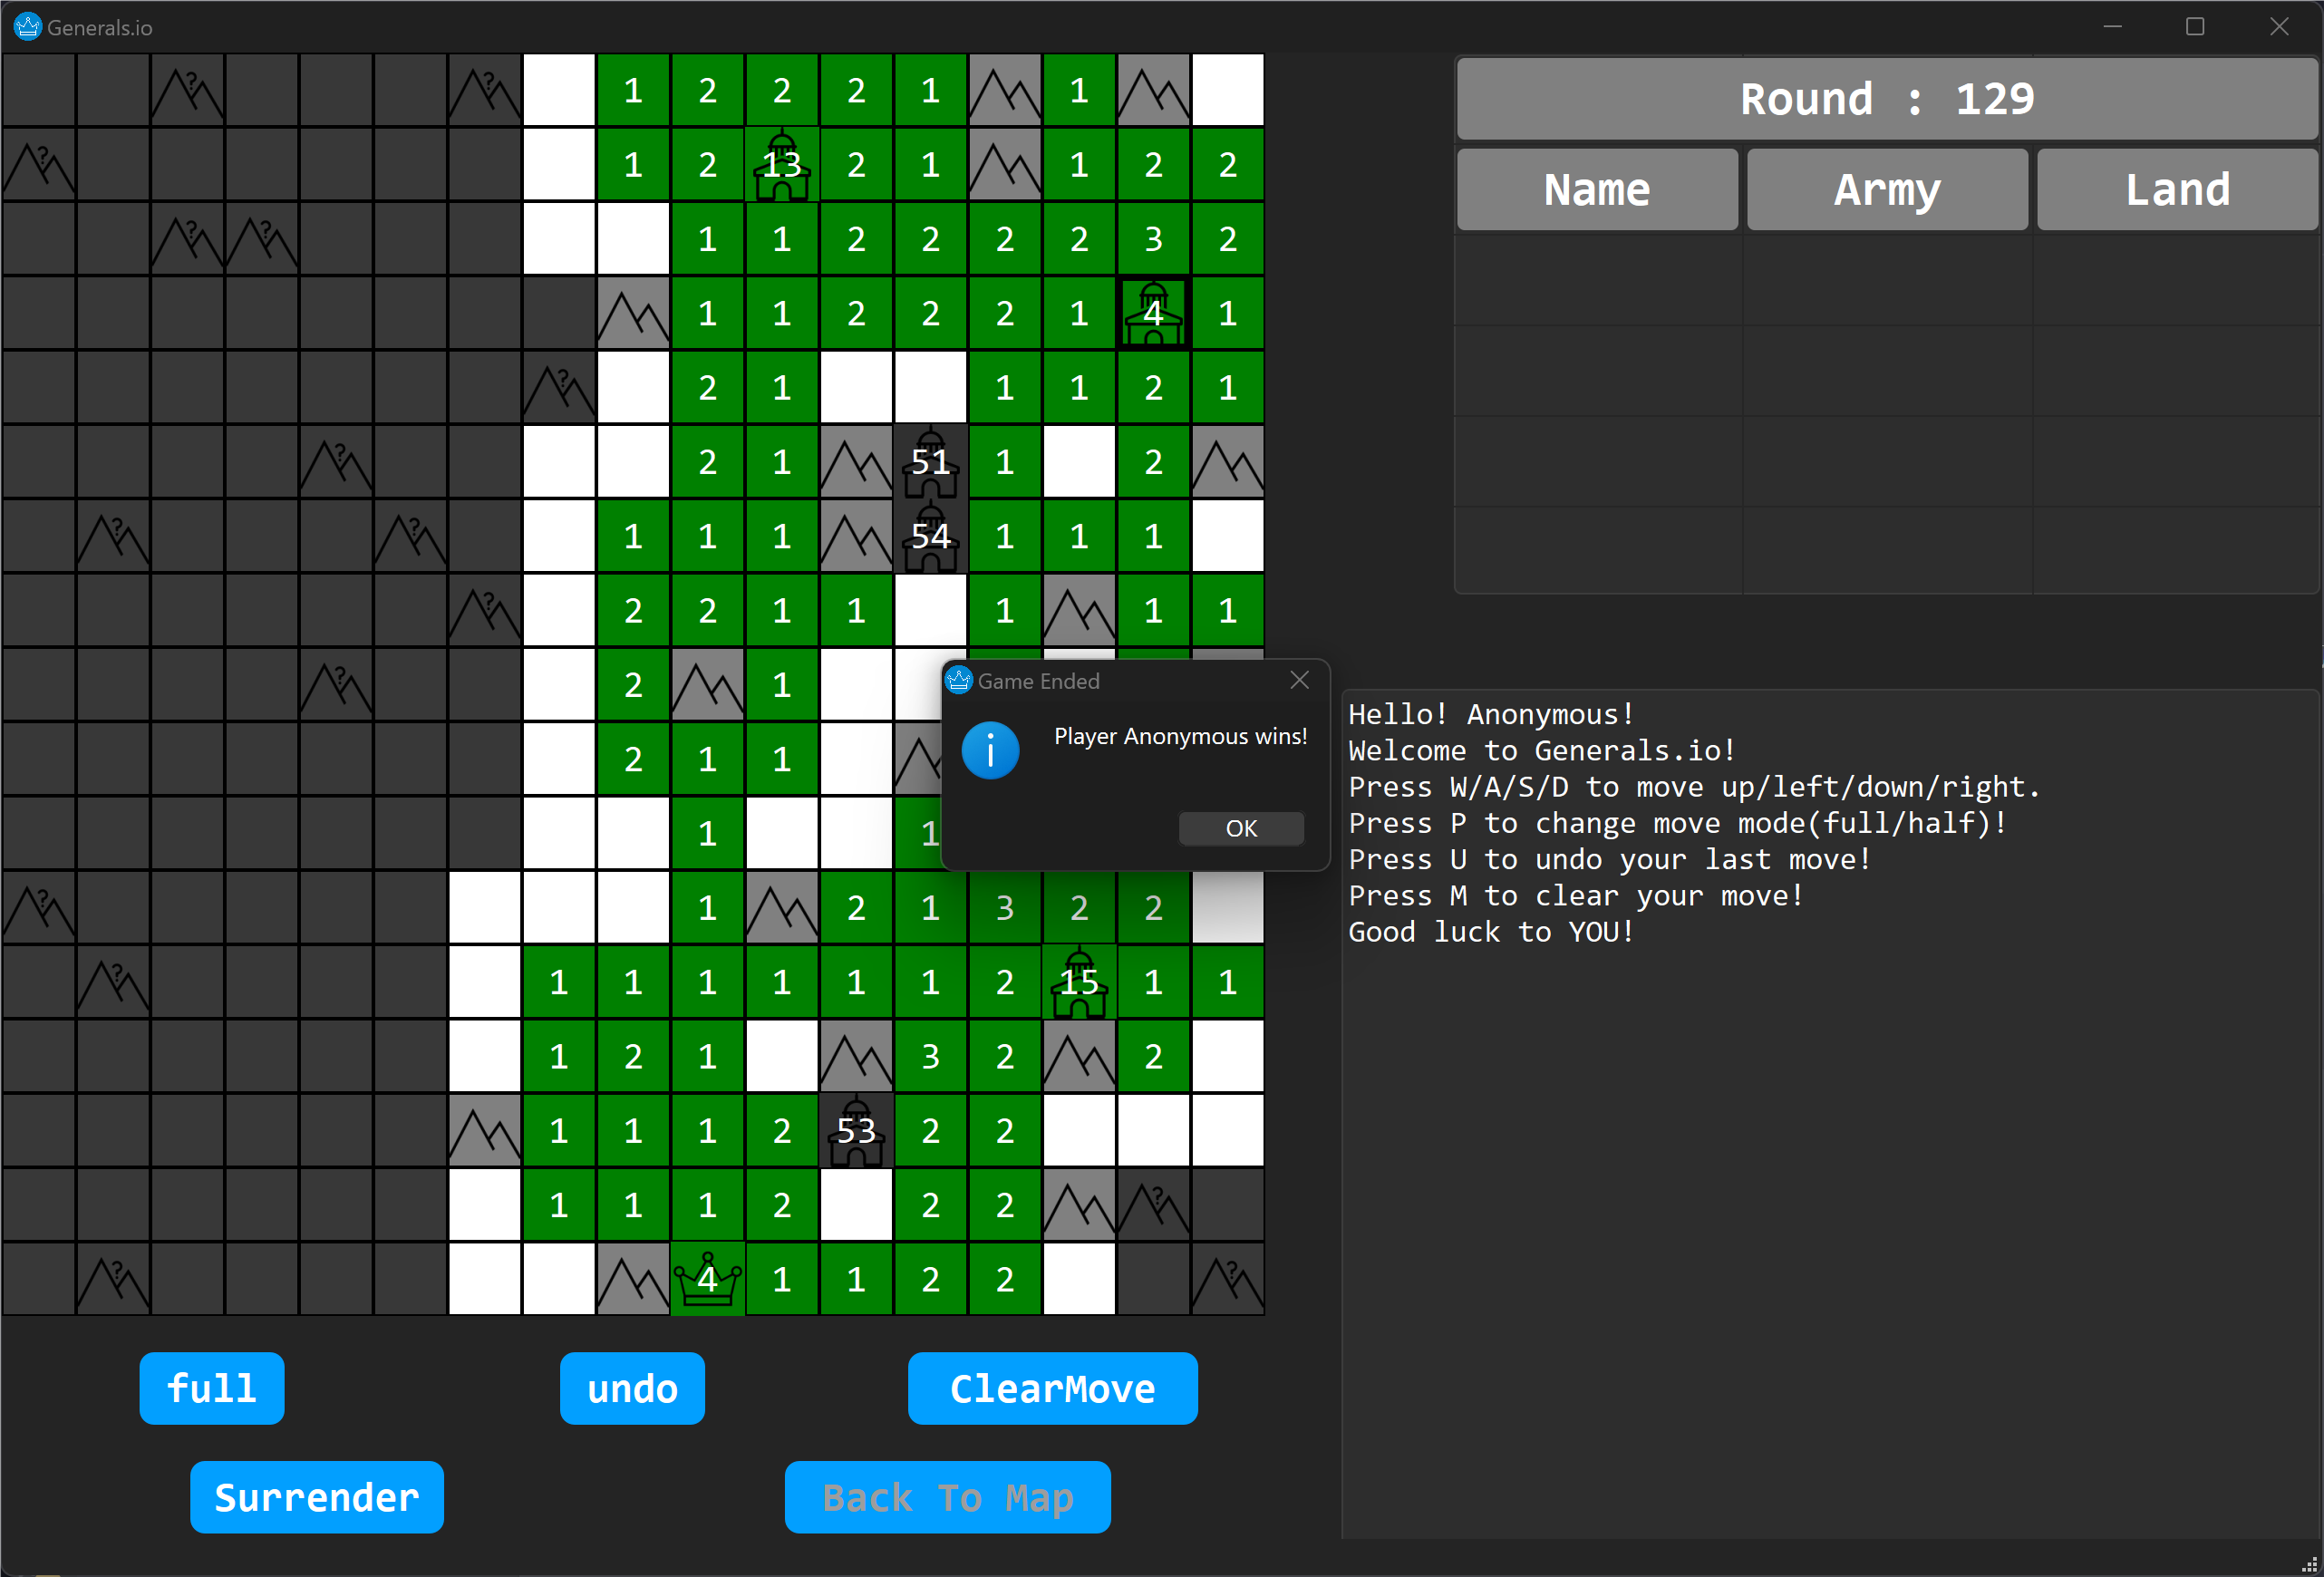 Generals.io
1 2 2 2 1 1
1 2 13 2 1 1 2 2
1 1 2 2 2 2 3 2
? 1 1 2 2 2 1 4 1
2 1 1 1 2 1
2 1 51 1 2
1 1 1 54 1 1 1
2 2 1 1 1 1 1
2 1
2 1 1
1 1
1 2 1 3 2 2
1 1 1 1 1 1 2 15 1 1
1 2 1 3 2 2
1 1 1 2 53 2 2
1 1 1 2 2 2
4 1 1 2 2
full undo ClearMove
Surrender Back To Map
Round : 129
Name Army Land
Game Ended
Player Anonymous wins!
OK
Hello! Anonymous!
Welcome to Generals.io!
Press W/A/S/D to move up/left/down/right.
Press P to change move mode(full/half)!
Press U to undo your last move!
Press M to clear your move!
Good luck to YOU!